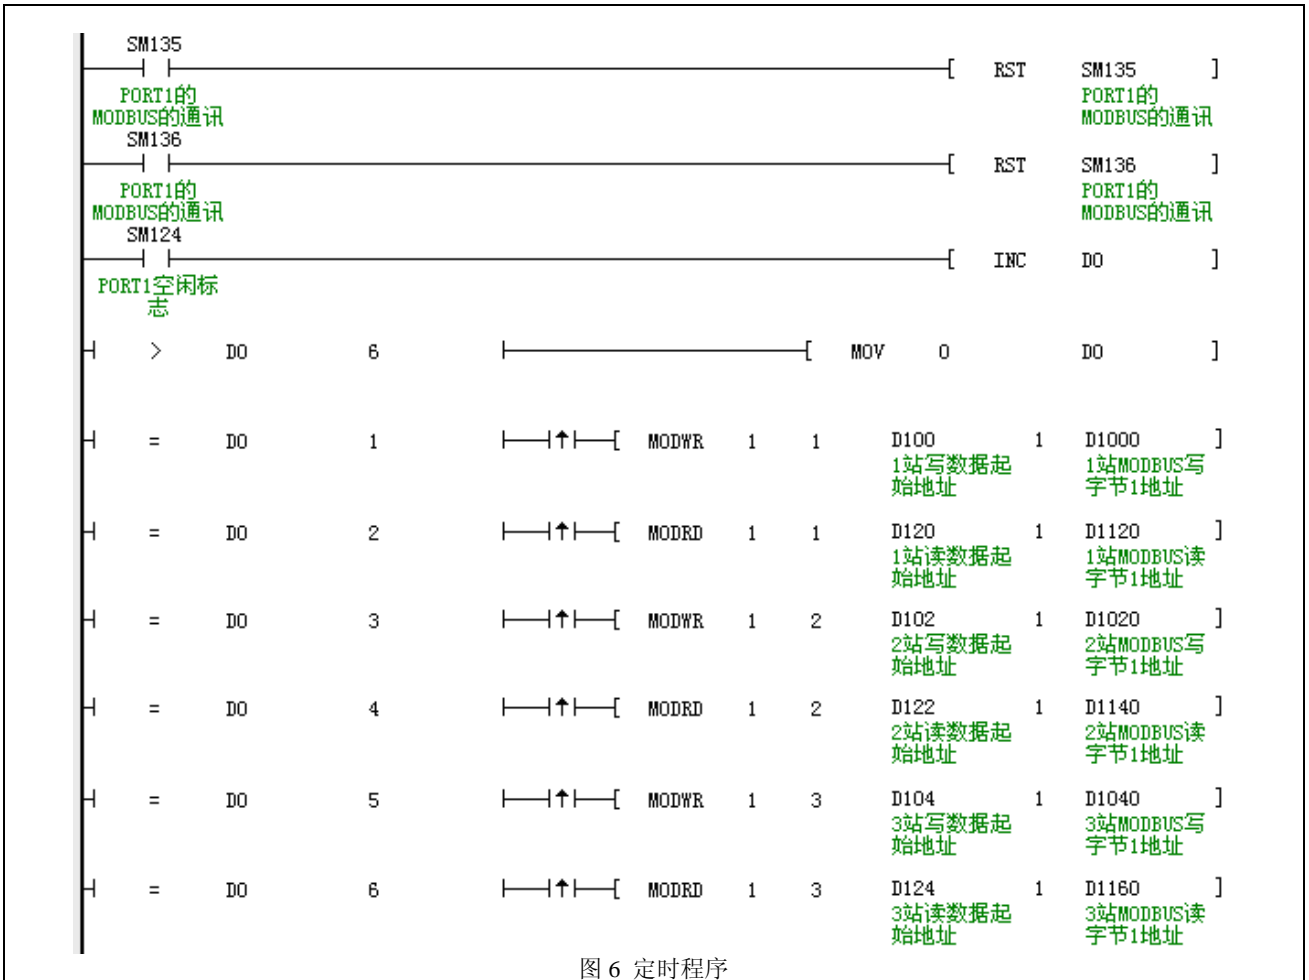 SM135
RST SM135 ]
PORT1的
MODBUS的通讯
PORT1的
MODBUS的通讯
SM136
RST SM136 ]
PORT1的
MODBUS的通讯
PORT1的
MODBUS的通讯
SM124
INC D0 ]
PORT1空闲标
志
> D0 6 MOV 0 D0 ]
= D0 1 MODWR 1 1 D100 1 D1000 ]
1站写数据起
始地址
1站MODBUS写
字节1地址
= D0 2 MODRD 1 1 D120 1 D1120 ]
1站读数据起
始地址
1站MODBUS读
字节1地址
= D0 3 MODWR 1 2 D102 1 D1020 ]
2站写数据起
始地址
2站MODBUS写
字节1地址
= D0 4 MODRD 1 2 D122 1 D1140 ]
2站读数据起
始地址
2站MODBUS读
字节1地址
= D0 5 MODWR 1 3 D104 1 D1040 ]
3站写数据起
始地址
3站MODBUS写
字节1地址
= D0 6 MODRD 1 3 D124 1 D1160 ]
3站读数据起
始地址
3站MODBUS读
字节1地址
图 6 定时程序